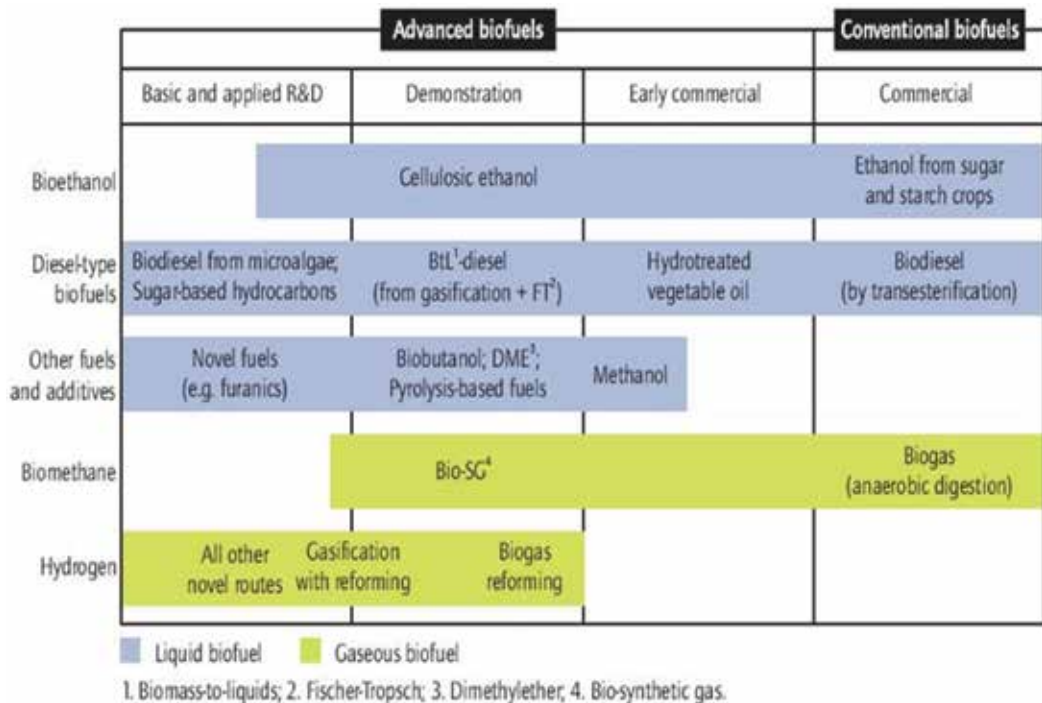 Advanced biofuels
Conventional biofuels
Basic and applied R&D
Demonstration
Early commercial
Commercial
Bioethanol
Cellulosic ethanol
Ethanol from sugar
and starch crops
Diesel-type
biofuels
Biodiesel from microalgae;
Sugar-based hydrocarbons
BtL¹-diesel
(from gasification + FT²)
Hydrotreated
vegetable oil
Biodiesel
(by transesterification)
Other fuels
and additives
Novel fuels
(e.g. furanics)
Biobutanol; DME³;
Pyrolysis-based fuels
Methanol
Biomethane
Bio-SG⁴
Biogas
(anaerobic digestion)
Hydrogen
All other
novel routes
Gasification
with reforming
Biogas
reforming
Liquid biofuel
Gaseous biofuel
1. Biomass-to-liquids; 2. Fischer-Tropsch; 3. Dimethylether; 4. Bio-synthetic gas.